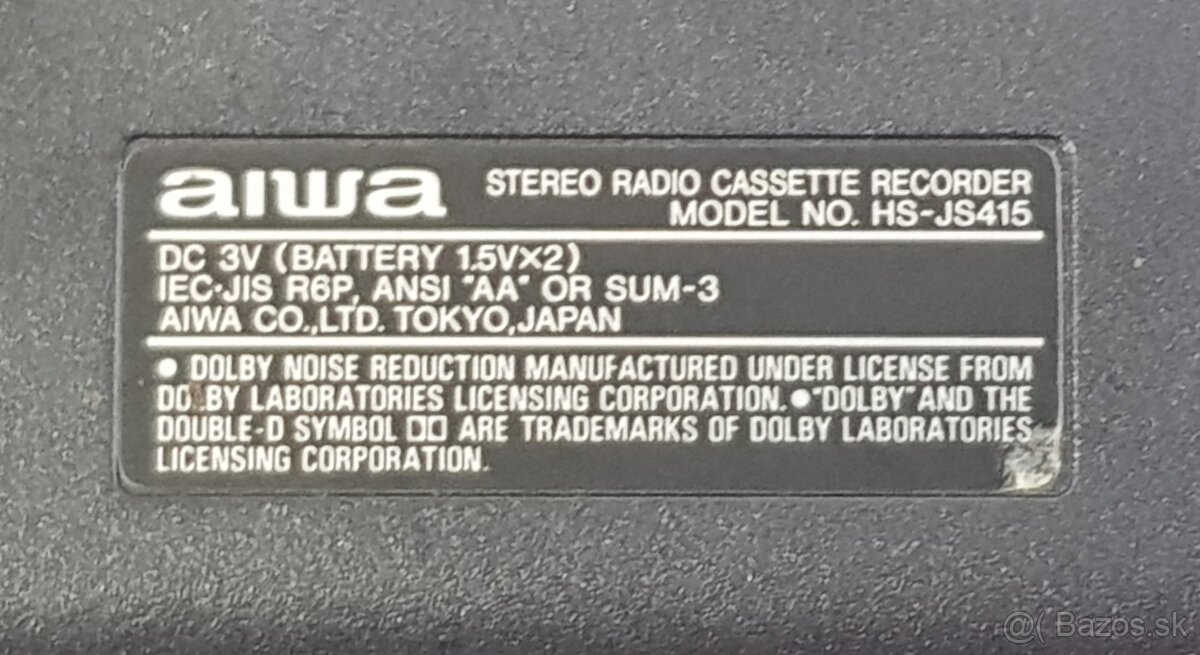 aiwa STEREO RADIO CASSETTE RECORDER
MODEL NO. HS-JS415
DC 3V (BATTERY 1.5V×2)
IEC·JIS R6P, ANSI "AA" OR SUM-3
AIWA CO.,LTD. TOKYO,JAPAN
● DOLBY NOISE REDUCTION MANUFACTURED UNDER LICENSE FROM
DOLBY LABORATORIES LICENSING CORPORATION. ● "DOLBY" AND THE
DOUBLE-D SYMBOL ▯▯ ARE TRADEMARKS OF DOLBY LABORATORIES
LICENSING CORPORATION.
@( Bazos.sk